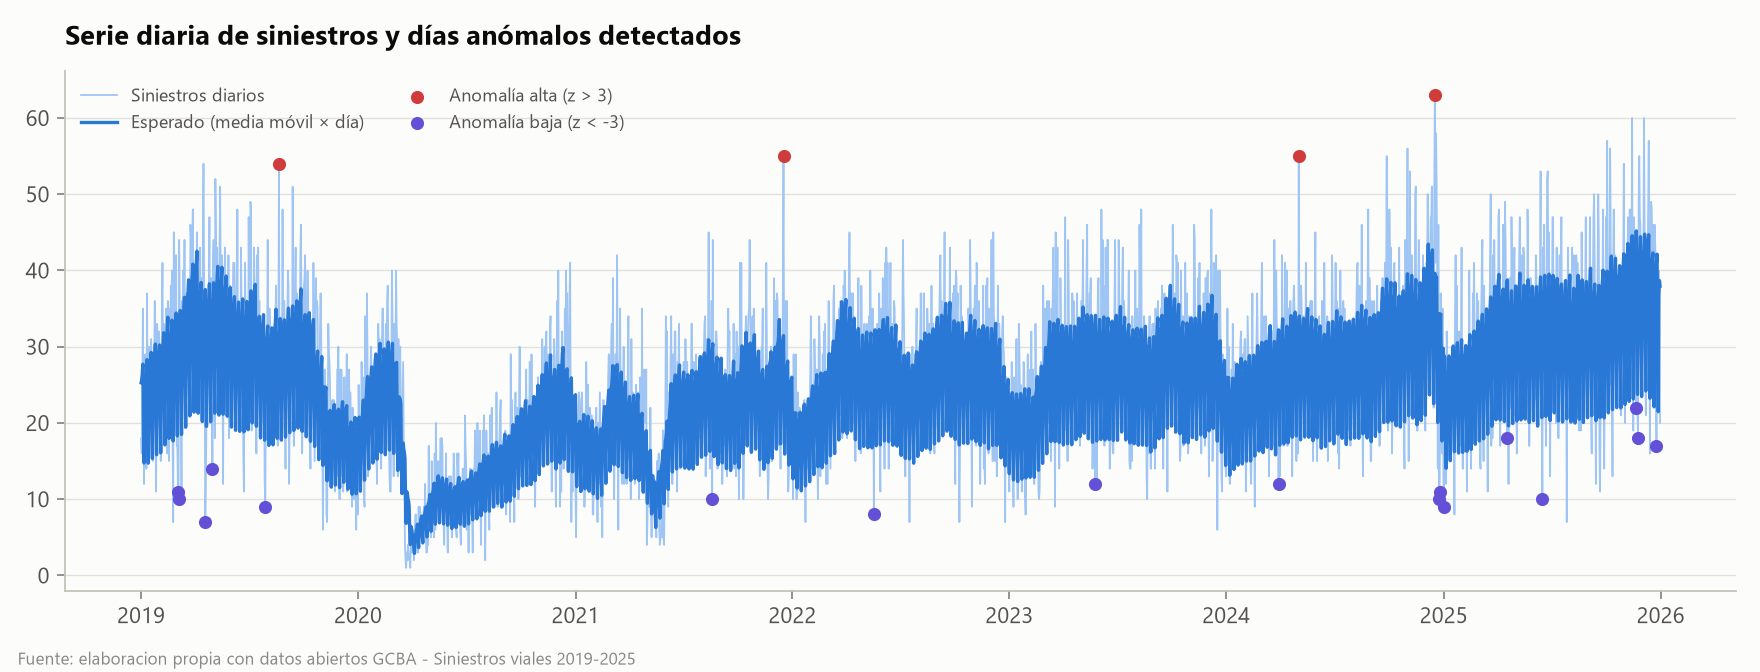 Serie diaria de siniestros y días anómalos detectados
Siniestros diarios
Esperado (media móvil × día)
Anomalía alta (z > 3)
Anomalía baja (z < -3)
60
50
40
30
20
10
0
2019 2020 2021 2022 2023 2024 2025 2026
Fuente: elaboracion propia con datos abiertos GCBA - Siniestros viales 2019-2025